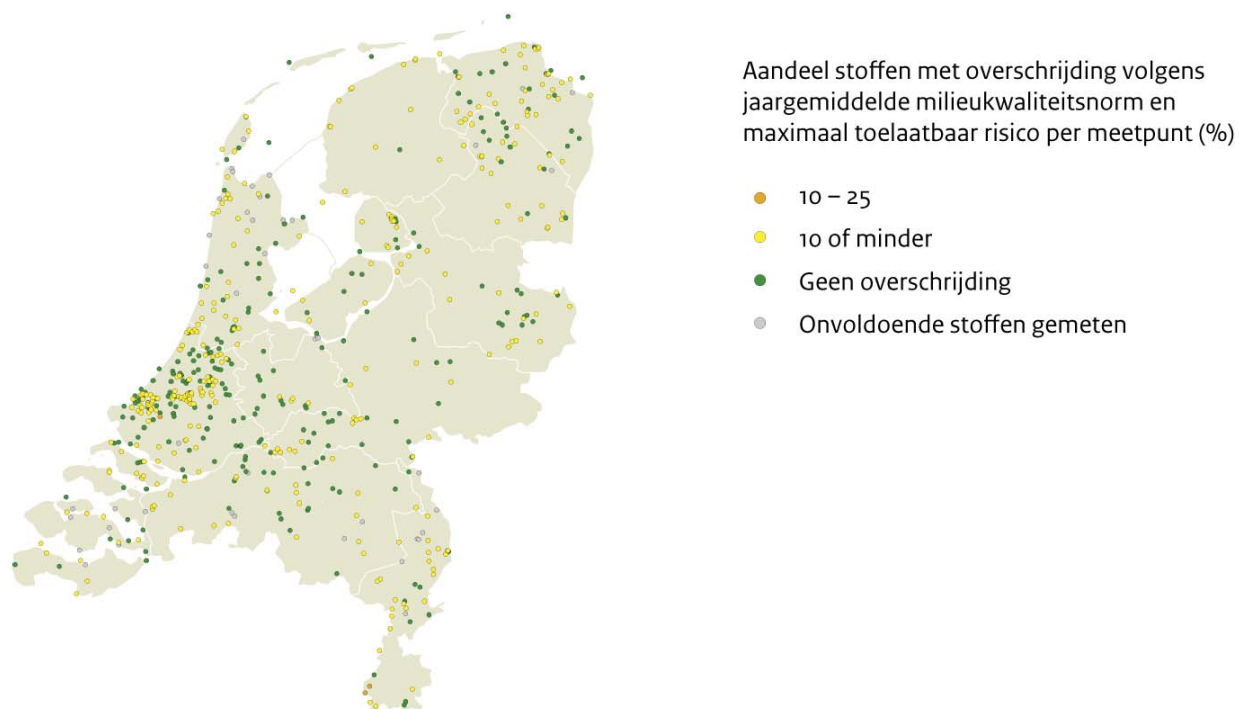 Aandeel stoffen met overschrijding volgens
jaargemiddelde milieukwaliteitsnorm en
maximaal toelaatbaar risico per meetpunt (%)
10 – 25
10 of minder
Geen overschrijding
Onvoldoende stoffen gemeten